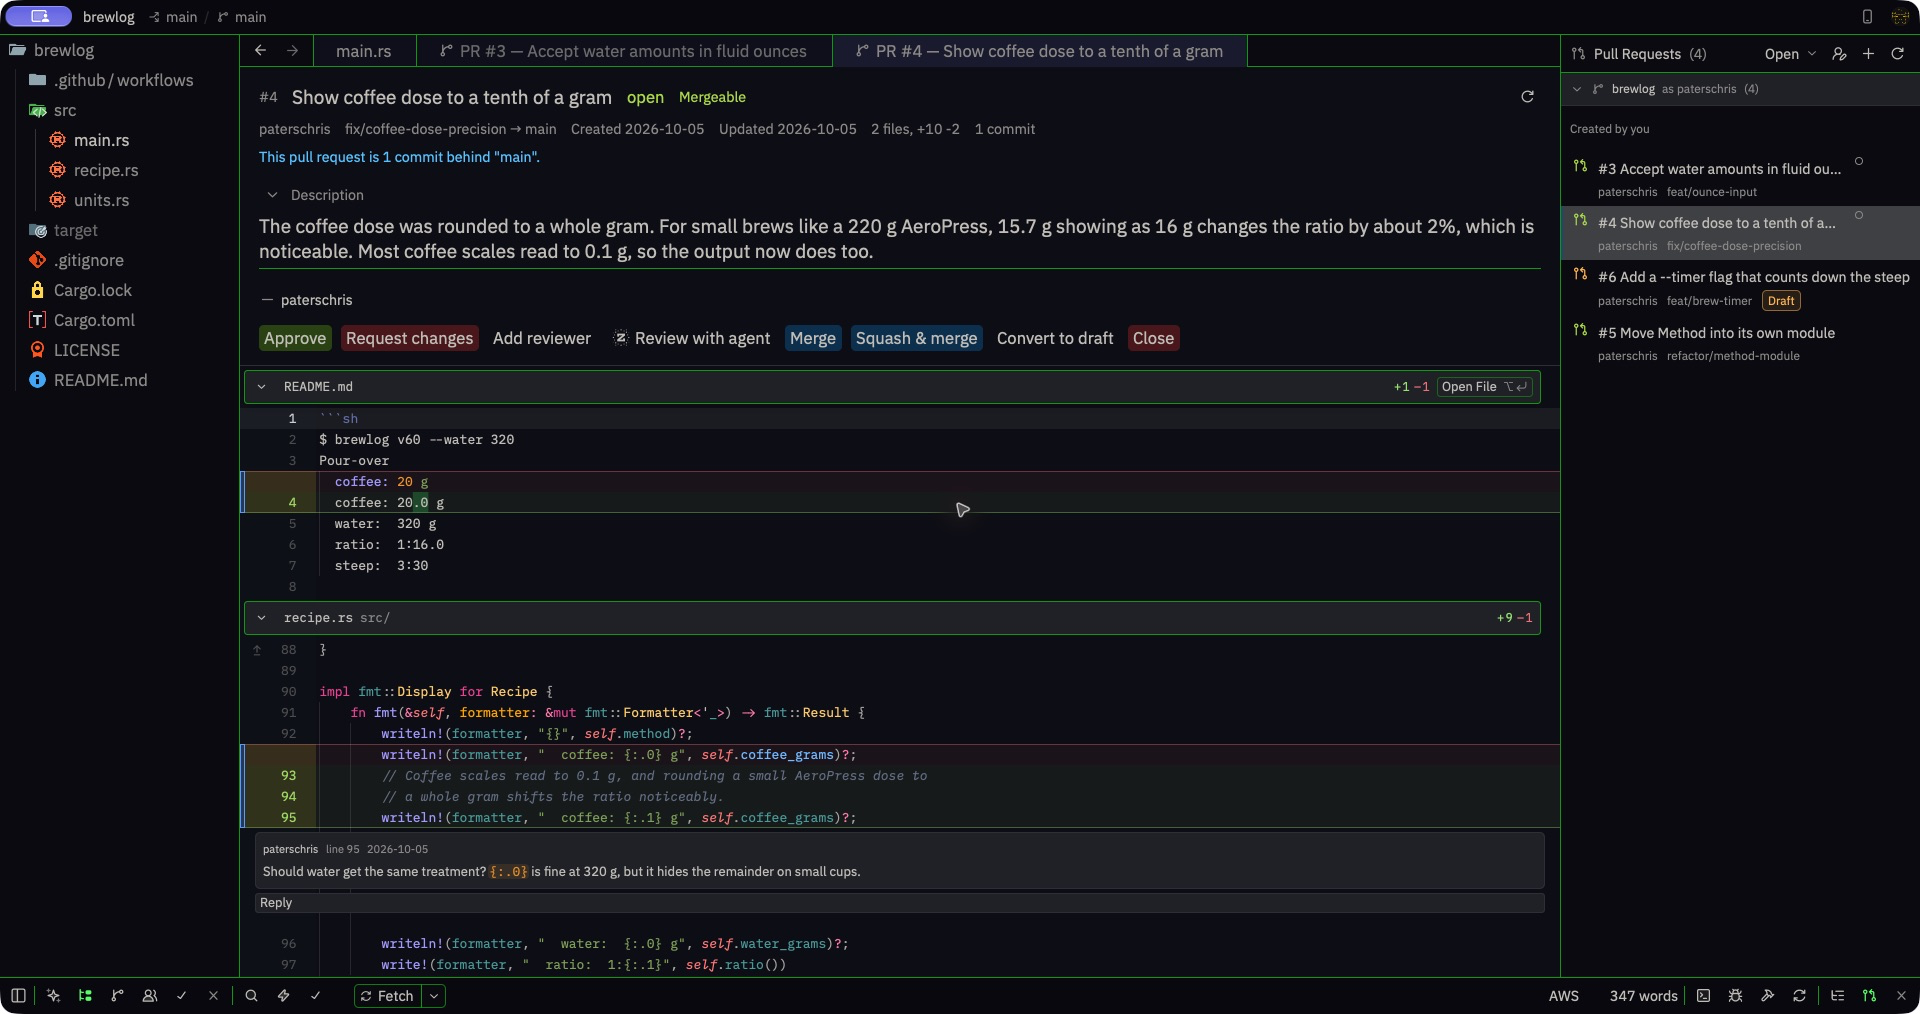 brewlog main / main
brewlog
.github / workflows
src
main.rs
recipe.rs
units.rs
target
.gitignore
Cargo.lock
Cargo.toml
LICENSE
README.md
main.rs
PR #3 — Accept water amounts in fluid ounces
PR #4 — Show coffee dose to a tenth of a gram
#4 Show coffee dose to a tenth of a gram open Mergeable
paterschris fix/coffee-dose-precision → main Created 2026-10-05 Updated 2026-10-05 2 files, +10 -2 1 commit
This pull request is 1 commit behind "main".
Description
The coffee dose was rounded to a whole gram. For small brews like a 220 g AeroPress, 15.7 g showing as 16 g changes the ratio by about 2%, which is
noticeable. Most coffee scales read to 0.1 g, so the output now does too.
— paterschris
Approve Request changes Add reviewer Review with agent Merge Squash & merge Convert to draft Close
README.md +1 −1 Open File ⌥↵
1 ```sh
2 $ brewlog v60 --water 320
3 Pour-over
coffee: 20 g
4 coffee: 20.0 g
5 water: 320 g
6 ratio: 1:16.0
7 steep: 3:30
8
recipe.rs src/ +9 −1
88 }
89
90 impl fmt::Display for Recipe {
91 fn fmt(&self, formatter: &mut fmt::Formatter<'_>) -> fmt::Result {
92 writeln!(formatter, "{}", self.method)?;
writeln!(formatter, "  coffee: {:.0} g", self.coffee_grams)?;
93 // Coffee scales read to 0.1 g, and rounding a small AeroPress dose to
94 // a whole gram shifts the ratio noticeably.
95 writeln!(formatter, "  coffee: {:.1} g", self.coffee_grams)?;
paterschris line 95 2026-10-05
Should water get the same treatment? {:.0} is fine at 320 g, but it hides the remainder on small cups.
Reply
96 writeln!(formatter, "  water:  {:.0} g", self.water_grams)?;
97 write!(formatter, "  ratio:  1:{:.1}", self.ratio())
Pull Requests (4) Open
brewlog as paterschris (4)
Created by you
#3 Accept water amounts in fluid ou...
paterschris feat/ounce-input
#4 Show coffee dose to a tenth of a...
paterschris fix/coffee-dose-precision
#6 Add a --timer flag that counts down the steep
paterschris feat/brew-timer Draft
#5 Move Method into its own module
paterschris refactor/method-module
Fetch
AWS 347 words